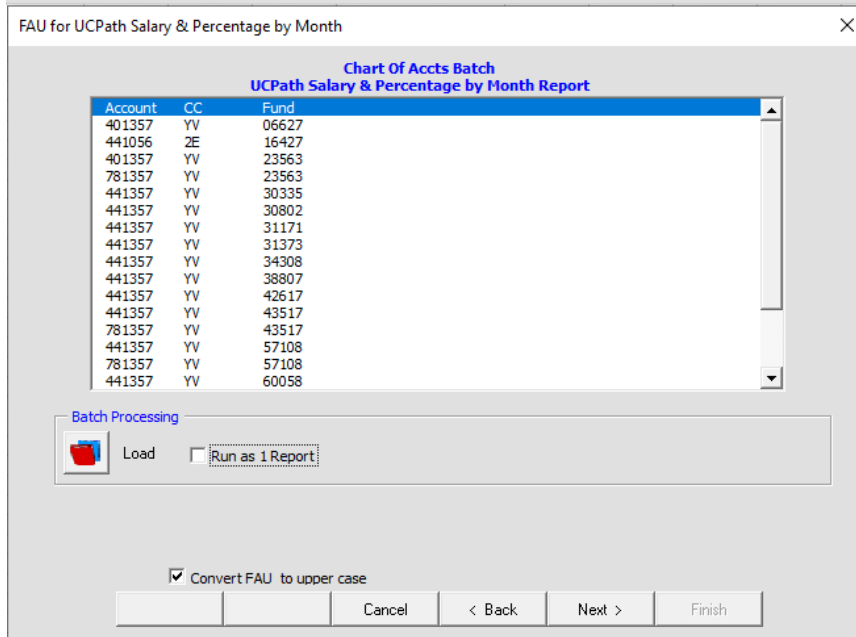 FAU for UCPath Salary & Percentage by Month
Chart Of Accts Batch
UCPath Salary & Percentage by Month Report
Account CC Fund
401357 YV 06627
441056 2E 16427
401357 YV 23563
781357 YV 23563
441357 YV 30335
441357 YV 30802
441357 YV 31171
441357 YV 31373
441357 YV 34308
441357 YV 38807
441357 YV 42617
441357 YV 43517
781357 YV 43517
441357 YV 57108
781357 YV 57108
441357 YV 60058
Batch Processing
Load Run as 1 Report
Convert FAU to upper case
Cancel < Back Next > Finish